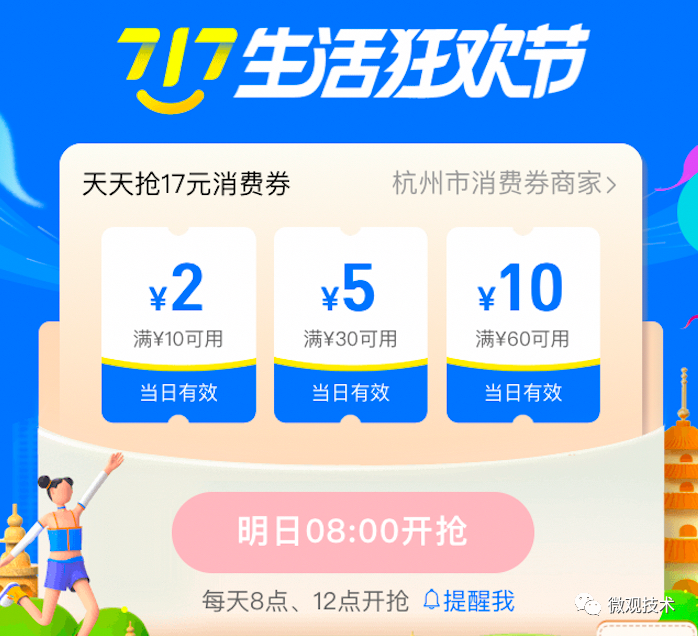 717生活狂欢节
天天抢17元消费券 杭州市消费券商家>
¥2 ¥5 ¥10
满¥10可用 满¥30可用 满¥60可用
当日有效 当日有效 当日有效
明日08:00开抢
每天8点、12点开抢 提醒我
微观技术